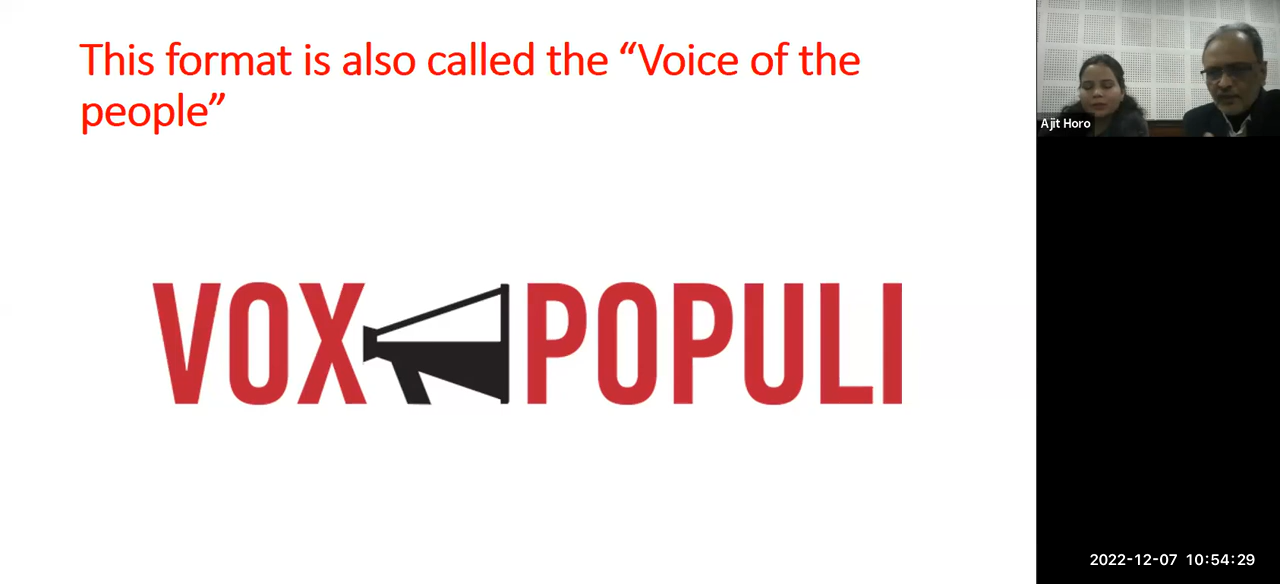 This format is also called the “Voice of the
people”
VOX POPULI
Ajit Horo
2022-12-07 10:54:29